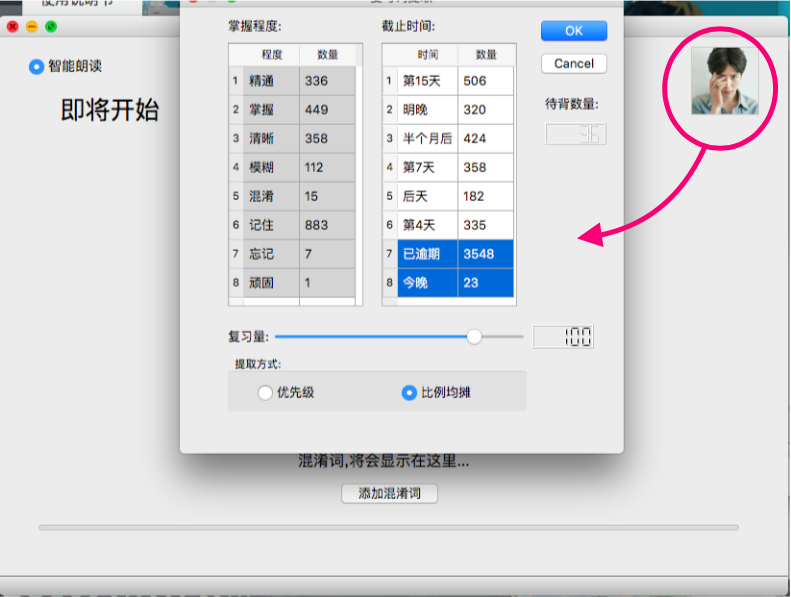 使用说明书
智能朗读
即将开始
掌握程度:
程度 数量
1 精通 336
2 掌握 449
3 清晰 358
4 模糊 112
5 混淆 15
6 记住 883
7 忘记 7
8 顽固 1
截止时间:
时间 数量
1 第15天 506
2 明晚 320
3 半个月后 424
4 第7天 358
5 后天 182
6 第4天 335
7 已逾期 3548
8 今晚 23
OK
Cancel
待背数量:
36
复习量:
100
提取方式:
优先级 比例均摊
混淆词,将会显示在这里...
添加混淆词